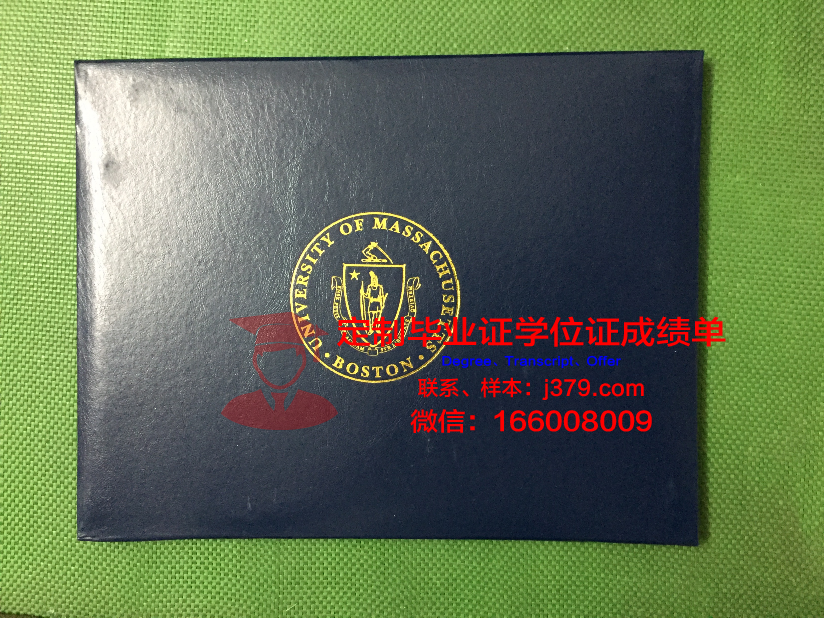 UNIVERSITY OF MASSACHUSETTS
• BOSTON •
定制毕业证学位证成绩单
Degree、Transcript、Offer
联系、样本：j379.com
微信：166008009